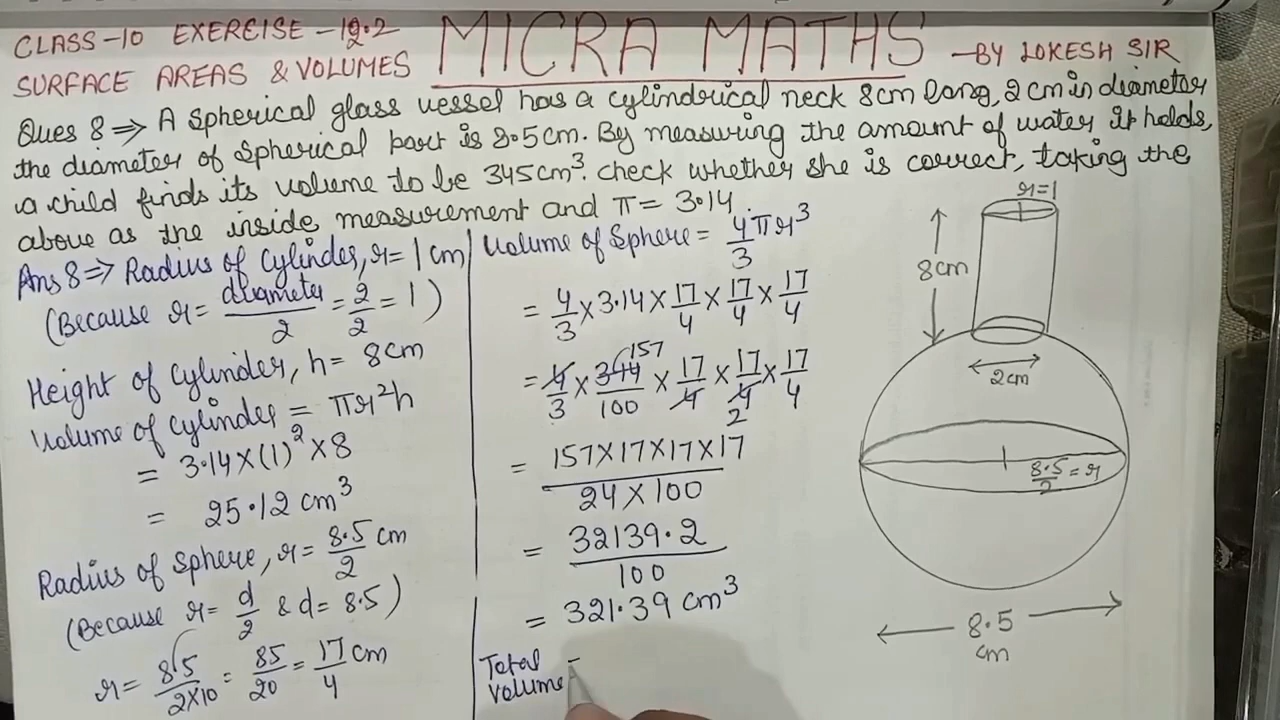 CLASS-10 EXERCISE-12.2
MICRA MATHS
-BY LOKESH SIR
SURFACE AREAS & VOLUMES
Ques 8 ⇒ A Spherical glass vessel has a cylindrical neck 8cm long, 2 cm in diameter
the diameter of Spherical part is 8.5cm. By measuring the amount of water it holds,
a child finds its volume to be 345cm³. check whether she is correct, taking the
above as the inside measurement and π = 3.14.
Ans 8 ⇒ Radius of Cylinder, r = 1 cm
(Because r = diameter/2 = 2/2 = 1)
Height of cylinder, h = 8cm
Volume of cylinder = πr²h
= 3.14×(1)²×8
= 25.12 cm³
Radius of Sphere, r = 8.5/2 cm
(Because r = d/2 & d = 8.5)
r = 8.5/2×10 = 85/20 = 17/4 cm
Volume of Sphere = 4/3 πr³
= 4/3 × 3.14 × 17/4 × 17/4 × 17/4
157
= 4/3 × 314/100 × 17/4 × 17/4 × 17/4
2
= 157×17×17×17/24×100
= 32139.2/100
= 321.39 cm³
Total
Volume =
r=1
8cm
2cm
8.5/2 = r
8.5
cm